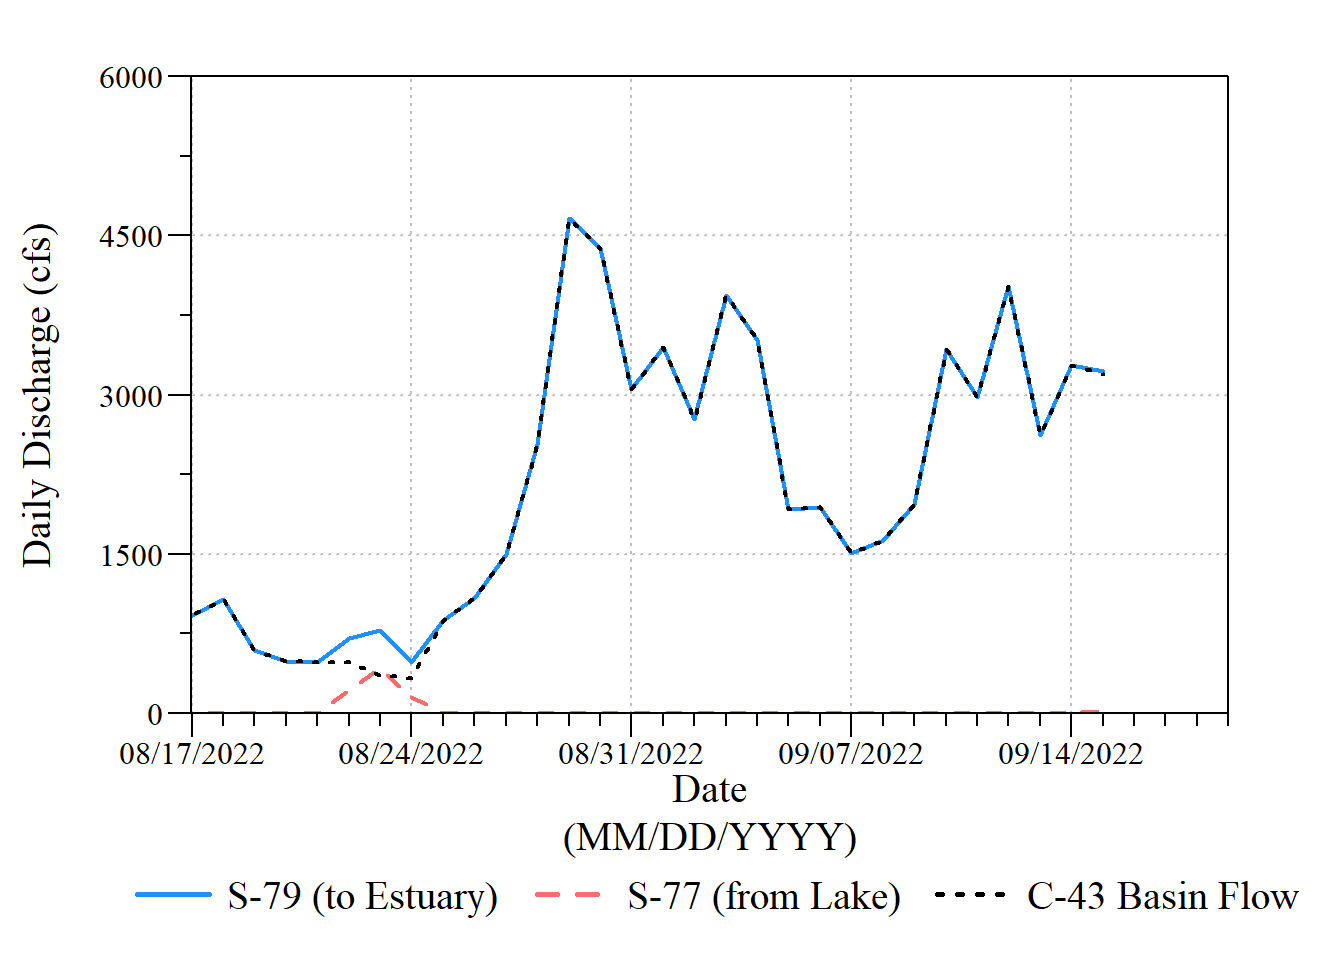 6000
4500
3000
1500
0
Daily Discharge (cfs)
08/17/2022 08/24/2022 08/31/2022 09/07/2022 09/14/2022
Date
(MM/DD/YYYY)
S-79 (to Estuary) S-77 (from Lake) C-43 Basin Flow